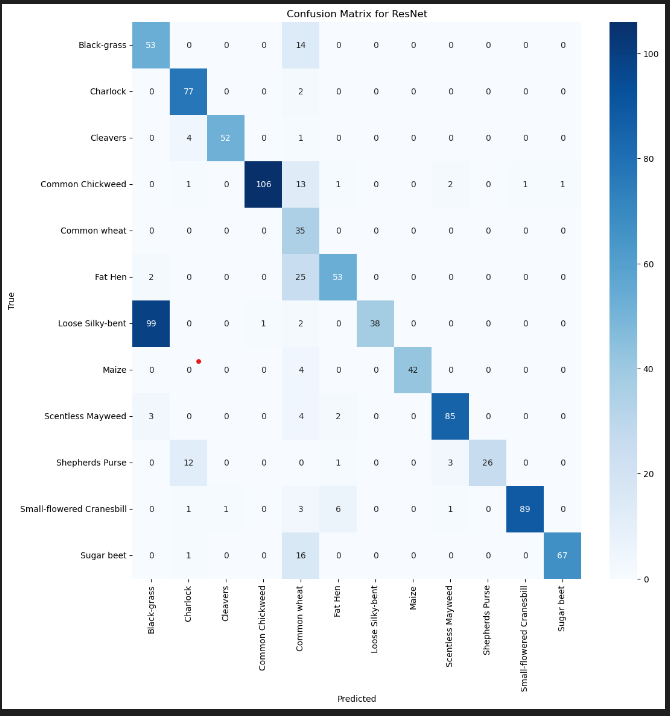 Confusion Matrix for ResNet
Black-grass 53 0 0 0 14 0 0 0 0 0 0 0
Charlock 0 77 0 0 2 0 0 0 0 0 0 0
Cleavers 0 4 52 0 1 0 0 0 0 0 0 0
Common Chickweed 0 1 0 106 13 1 0 0 2 0 1 1
Common wheat 0 0 0 0 35 0 0 0 0 0 0 0
Fat Hen 2 0 0 0 25 53 0 0 0 0 0 0
Loose Silky-bent 99 0 0 1 2 0 38 0 0 0 0 0
Maize 0 0 0 0 4 0 0 42 0 0 0 0
Scentless Mayweed 3 0 0 0 4 2 0 0 85 0 0 0
Shepherds Purse 0 12 0 0 0 1 0 0 3 26 0 0
Small-flowered Cranesbill 0 1 1 0 3 6 0 0 1 0 89 0
Sugar beet 0 1 0 0 16 0 0 0 0 0 0 67
True
Black-grass
Charlock
Cleavers
Common Chickweed
Common wheat
Fat Hen
Loose Silky-bent
Maize
Scentless Mayweed
Shepherds Purse
Small-flowered Cranesbill
Sugar beet
Predicted
100
80
60
40
20
0